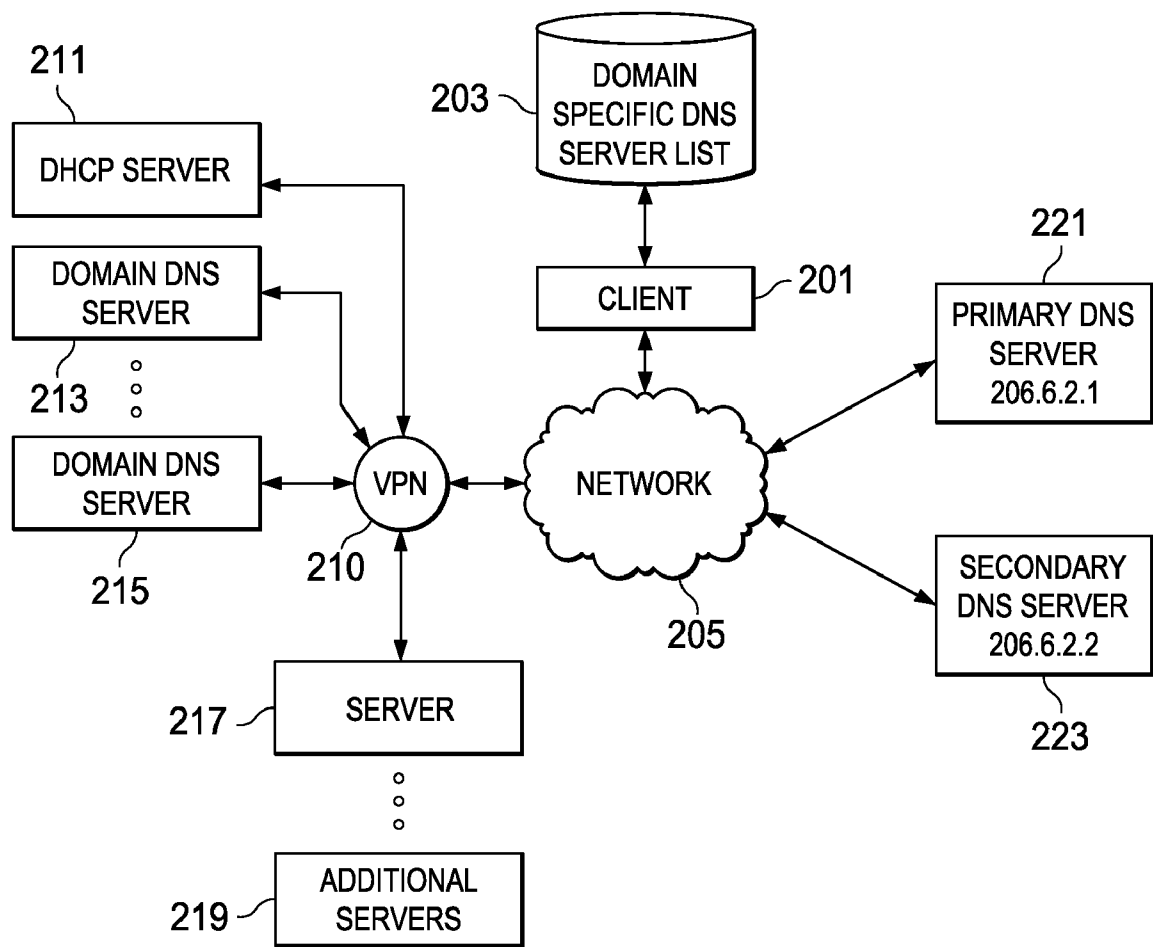 211
DHCP SERVER
DOMAIN DNS
SERVER
213
DOMAIN DNS
SERVER
215
VPN
210
203
DOMAIN
SPECIFIC DNS
SERVER LIST
CLIENT
201
NETWORK
205
221
PRIMARY DNS
SERVER
206.6.2.1
SECONDARY
DNS SERVER
206.6.2.2
223
217
SERVER
219
ADDITIONAL
SERVERS